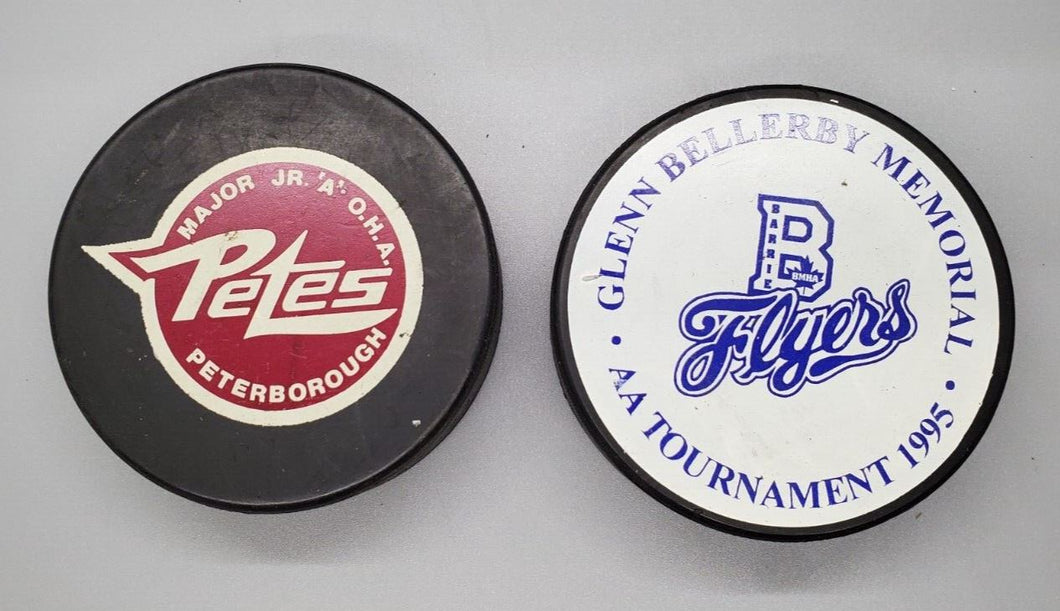 MAJOR JR. 'A' O.H.A.
Petes
PETERBOROUGH
GLENN BELLERBY MEMORIAL
B
BARRIE
BMHA
Flyers
• AA TOURNAMENT 1995 •